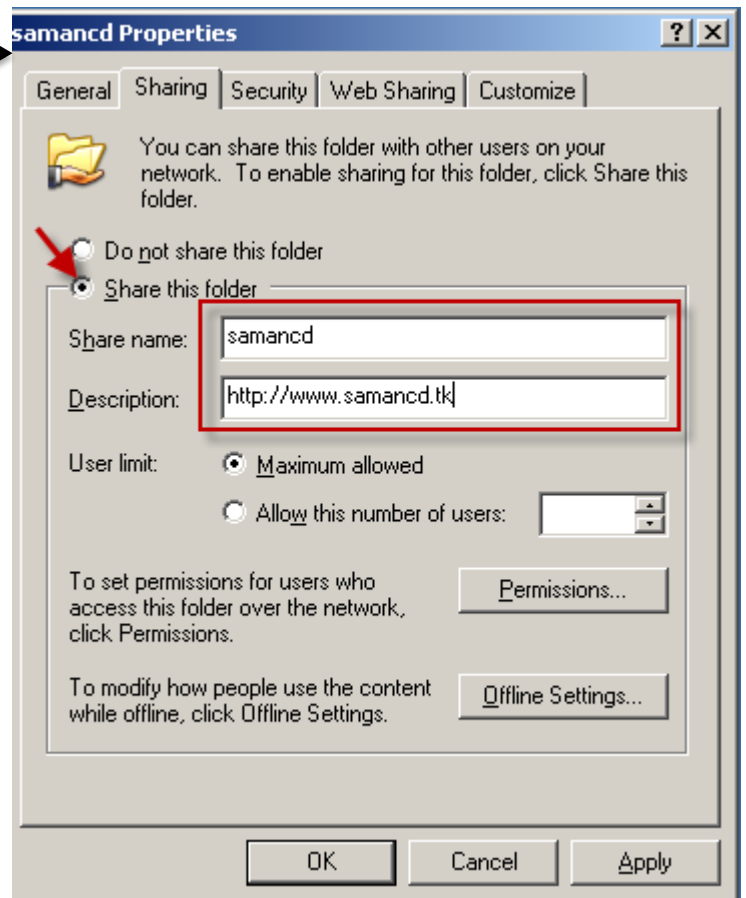 samancd Properties
General Sharing Security Web Sharing Customize
You can share this folder with other users on your
network. To enable sharing for this folder, click Share this
folder.
Do not share this folder
Share this folder
Share name: samancd
Description: http://www.samancd.tk
User limit: Maximum allowed
Allow this number of users:
To set permissions for users who
access this folder over the network,
click Permissions.
Permissions...
To modify how people use the content
while offline, click Offline Settings.
Offline Settings...
OK Cancel Apply